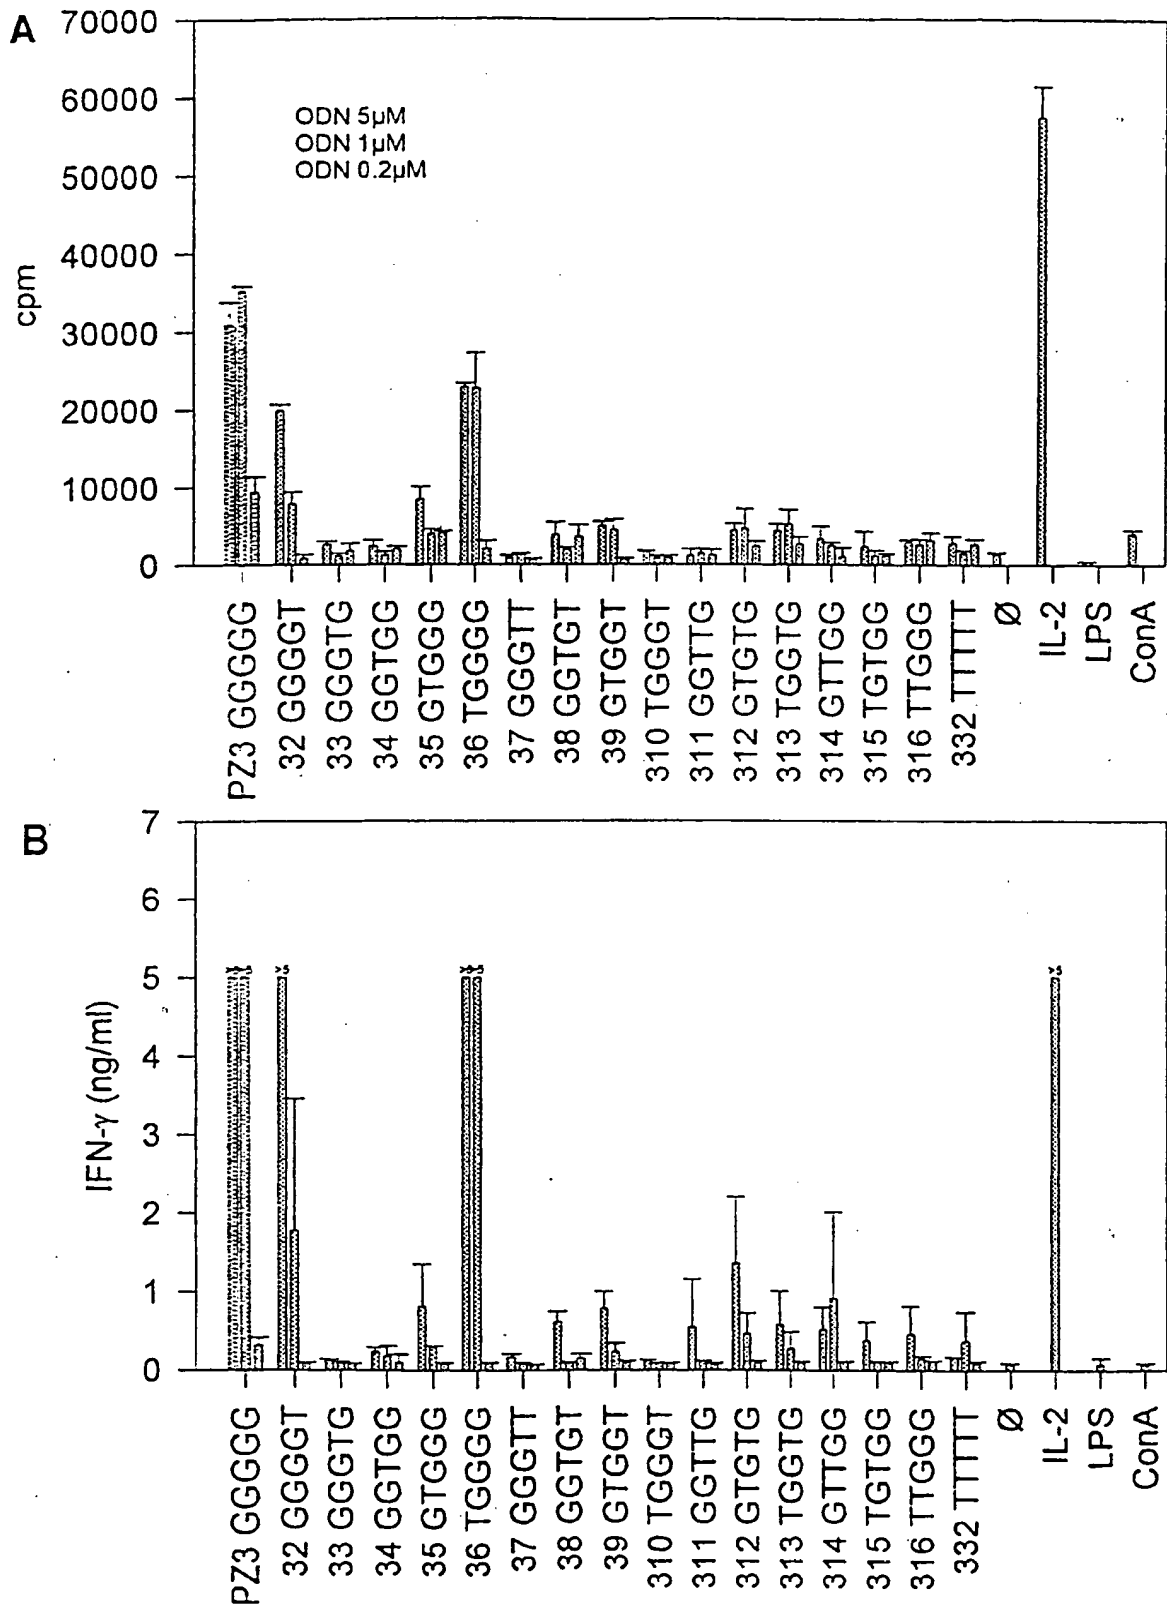 A
70000
60000
50000
40000
30000
20000
10000
0
cpm
ODN 5µM
ODN 1µM
ODN 0.2µM
PZ3 GGGGG
32 GGGGT
33 GGGTG
34 GGTGG
35 GTGGG
36 TGGGG
37 GGGTT
38 GGTGT
39 GTGGT
310 TGGGT
311 GGTTG
312 GTGTG
313 TGGTG
314 GTTGG
315 TGTGG
316 TTGGG
332 TTTTT
Ø
IL-2
LPS
ConA
B
7
6
5
4
3
2
1
0
IFN-γ (ng/ml)
>5
>5
>5
PZ3 GGGGG
32 GGGGT
33 GGGTG
34 GGTGG
35 GTGGG
36 TGGGG
37 GGGTT
38 GGTGT
39 GTGGT
310 TGGGT
311 GGTTG
312 GTGTG
313 TGGTG
314 GTTGG
315 TGTGG
316 TTGGG
332 TTTTT
Ø
IL-2
LPS
ConA